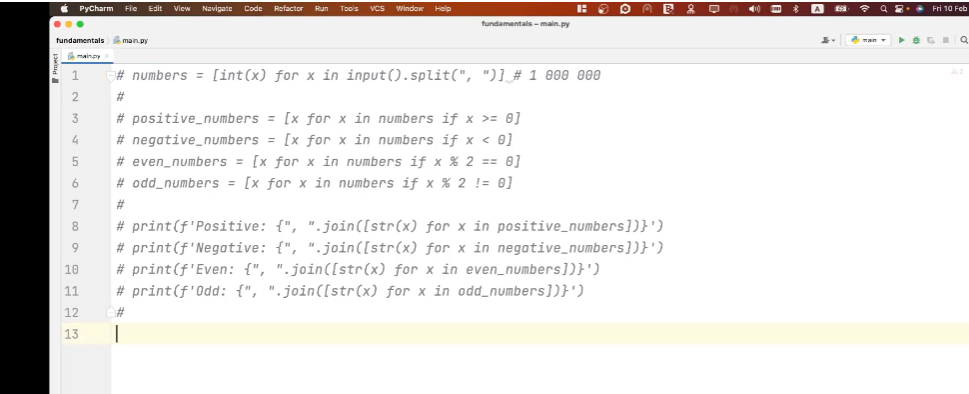 PyCharm File Edit View Navigate Code Refactor Run Tools VCS Window Help Fri 10 Feb
fundamentals – main.py
fundamentals main.py main
main.py
Project
1 # numbers = [int(x) for x in input().split(", ")] # 1 000 000
2 #
3 # positive_numbers = [x for x in numbers if x >= 0]
4 # negative_numbers = [x for x in numbers if x < 0]
5 # even_numbers = [x for x in numbers if x % 2 == 0]
6 # odd_numbers = [x for x in numbers if x % 2 != 0]
7 #
8 # print(f'Positive: {", ".join([str(x) for x in positive_numbers])}')
9 # print(f'Negative: {", ".join([str(x) for x in negative_numbers])}')
10 # print(f'Even: {", ".join([str(x) for x in even_numbers])}')
11 # print(f'Odd: {", ".join([str(x) for x in odd_numbers])}')
12 #
13